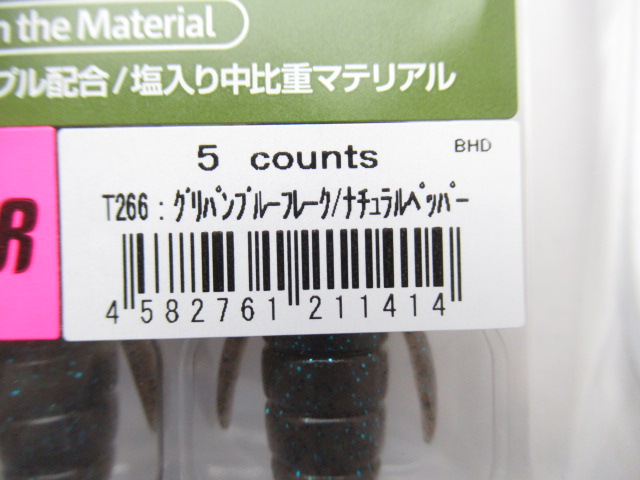 n the Material
ブル配合/塩入り中比重マテリアル
R
5 counts
BHD
T266:グリパンブルーフレーク/ナチュラルペッパー
4 582761 211414